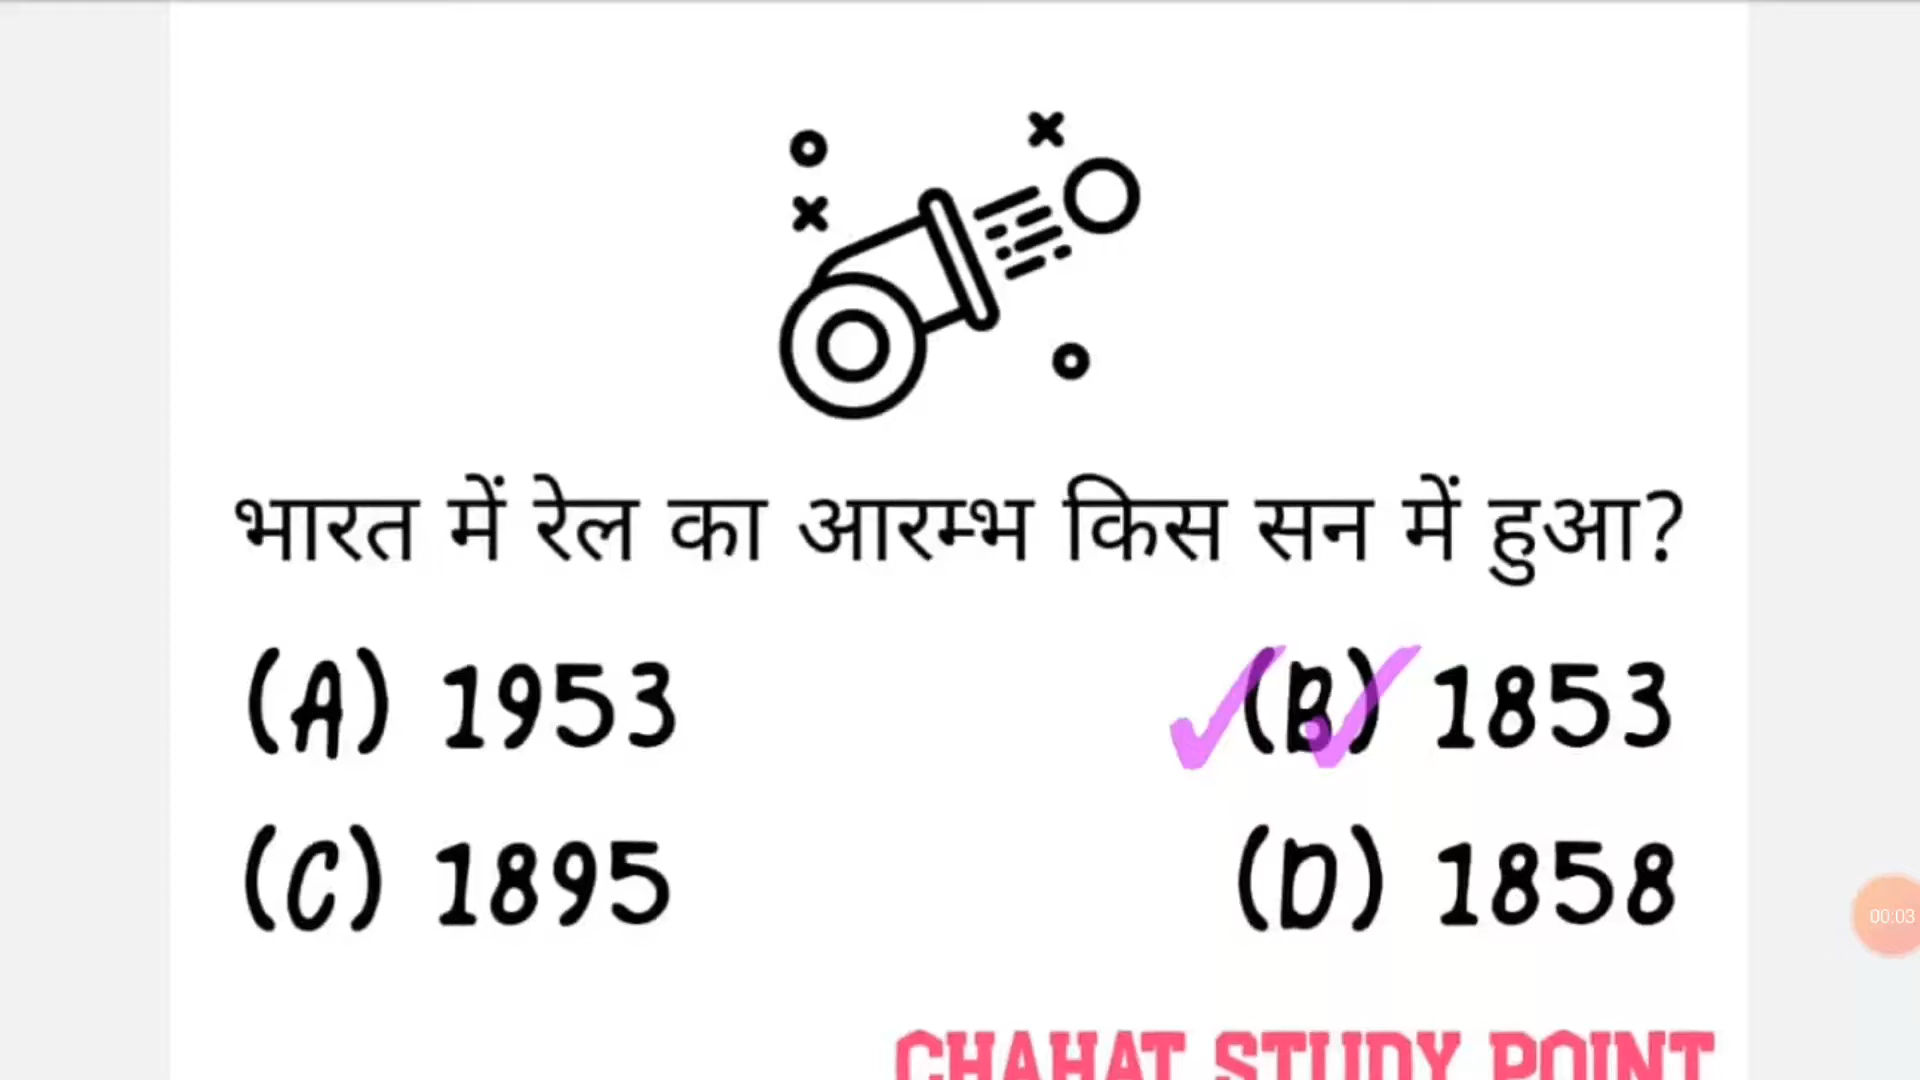 भारत में रेल का आरम्भ किस सन में हुआ?
(A) 1953 (B) 1853
(C) 1895 (D) 1858
00:03
CHAHAT STUDY POINT